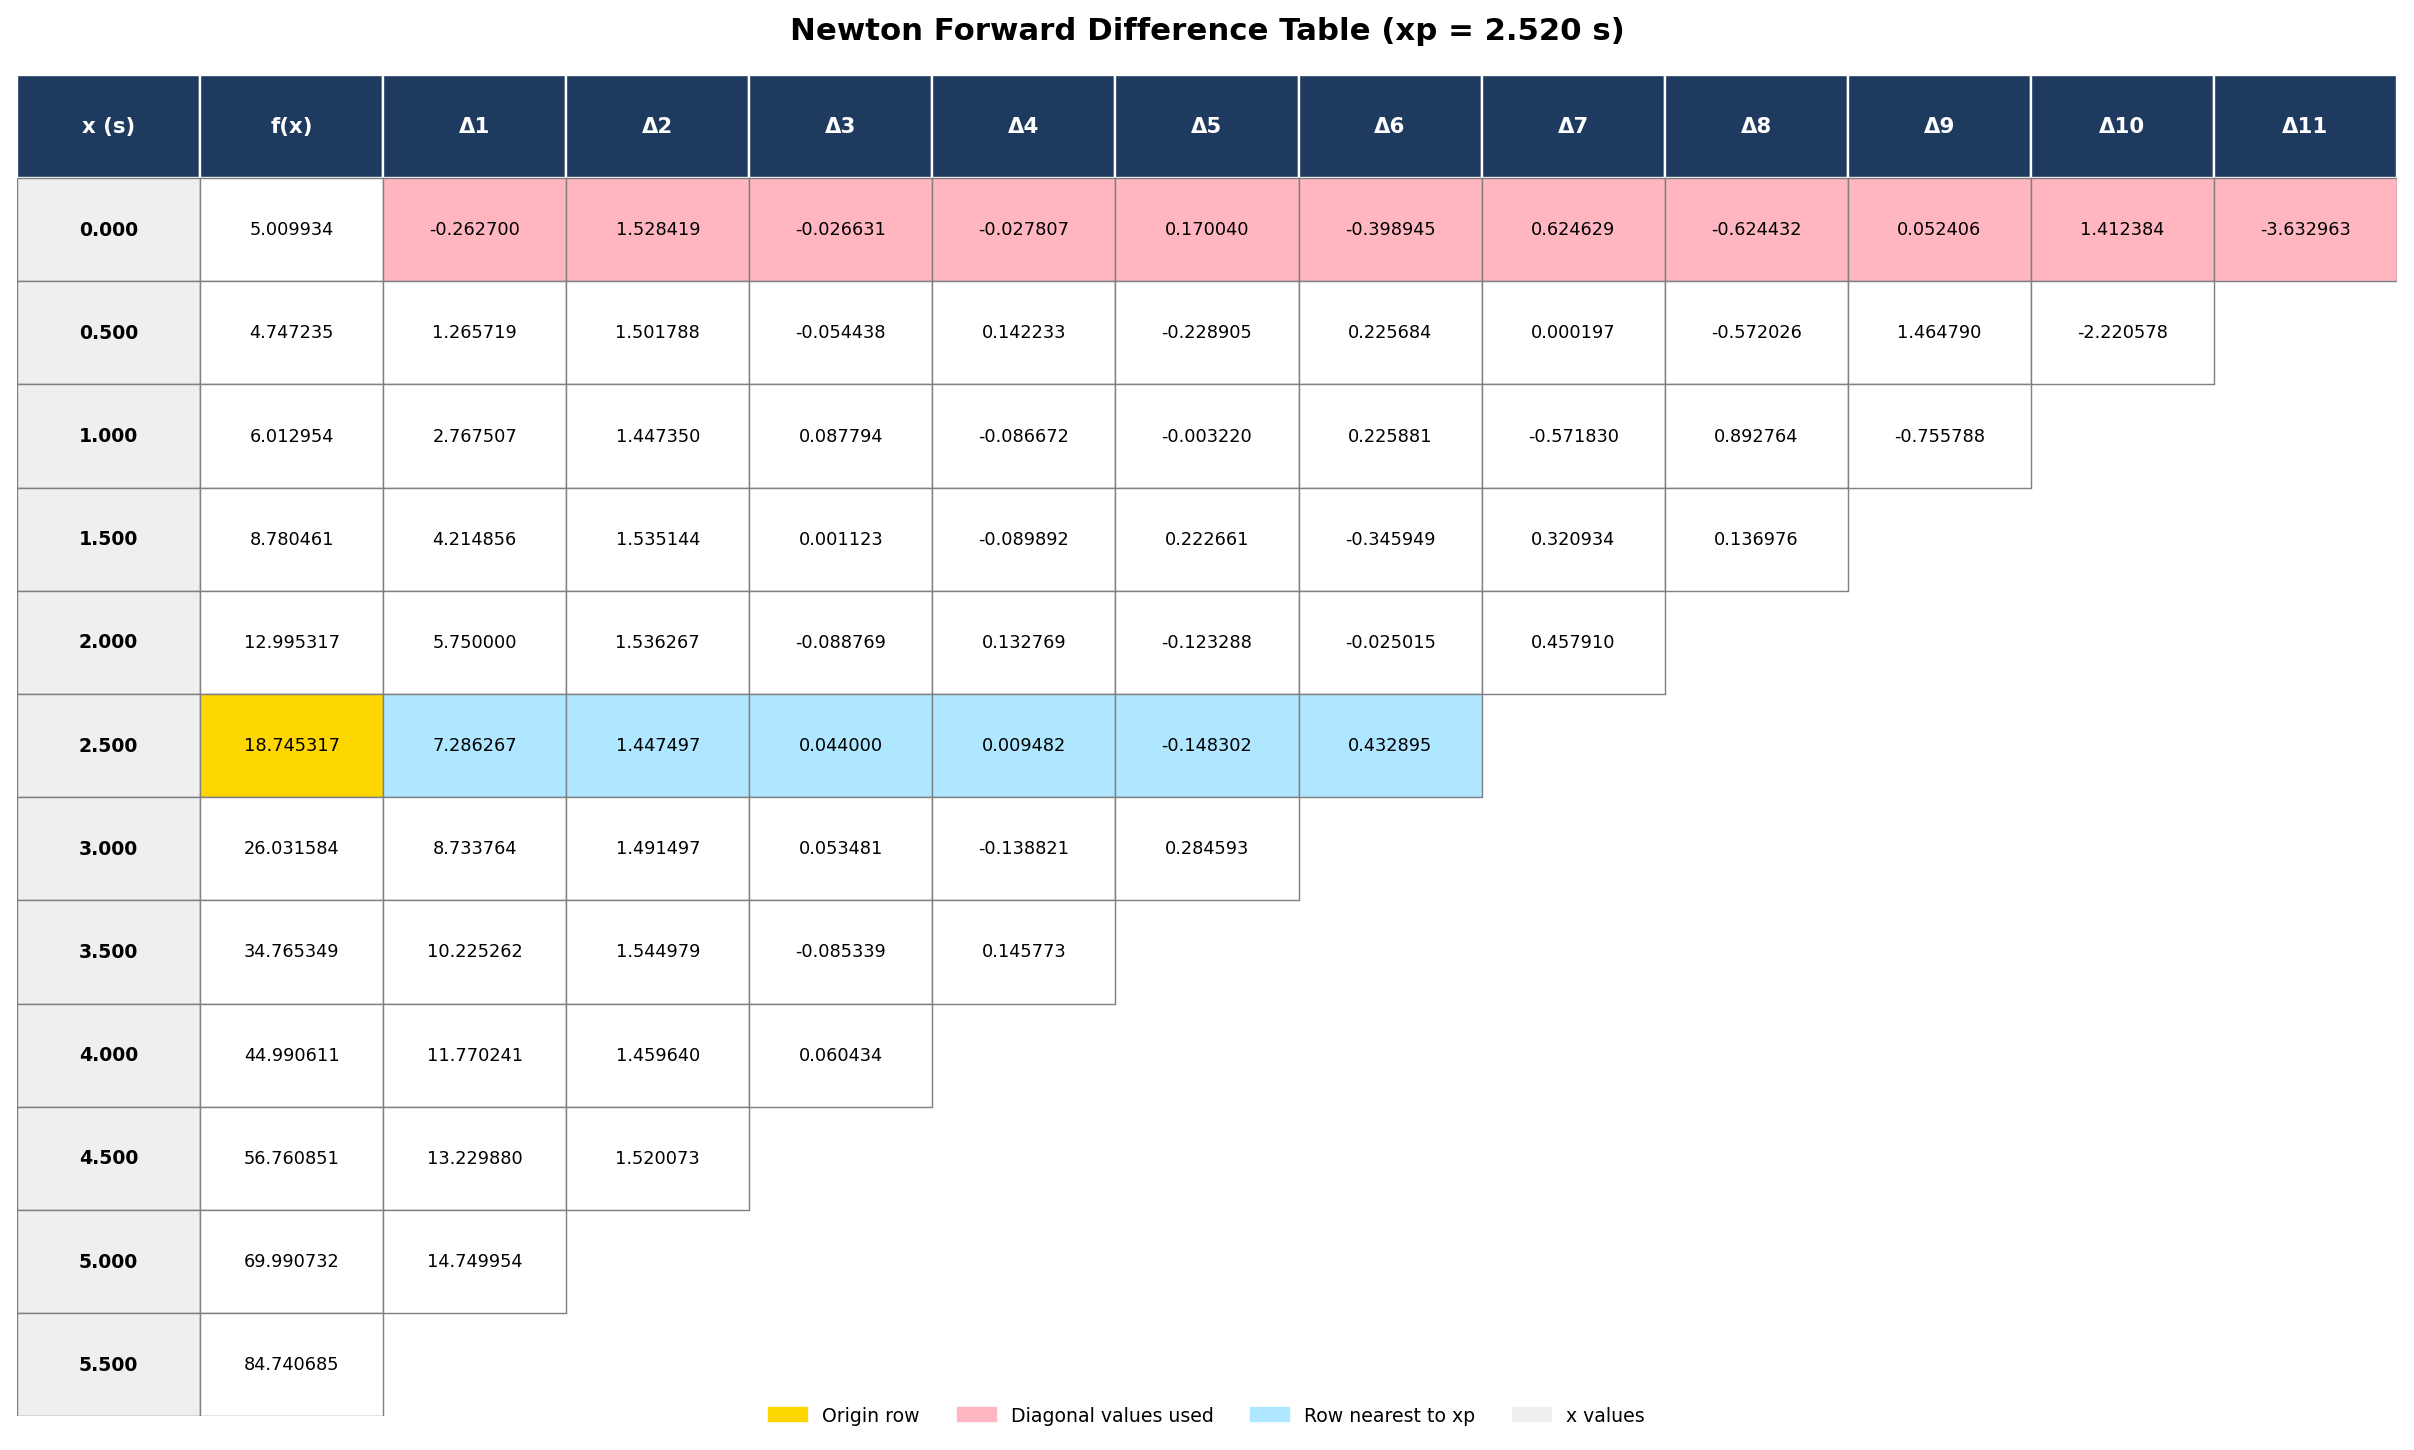 Newton Forward Difference Table (xp = 2.520 s)
x (s) f(x) Δ1 Δ2 Δ3 Δ4 Δ5 Δ6 Δ7 Δ8 Δ9 Δ10 Δ11
0.000 5.009934 -0.262700 1.528419 -0.026631 -0.027807 0.170040 -0.398945 0.624629 -0.624432 0.052406 1.412384 -3.632963
0.500 4.747235 1.265719 1.501788 -0.054438 0.142233 -0.228905 0.225684 0.000197 -0.572026 1.464790 -2.220578
1.000 6.012954 2.767507 1.447350 0.087794 -0.086672 -0.003220 0.225881 -0.571830 0.892764 -0.755788
1.500 8.780461 4.214856 1.535144 0.001123 -0.089892 0.222661 -0.345949 0.320934 0.136976
2.000 12.995317 5.750000 1.536267 -0.088769 0.132769 -0.123288 -0.025015 0.457910
2.500 18.745317 7.286267 1.447497 0.044000 0.009482 -0.148302 0.432895
3.000 26.031584 8.733764 1.491497 0.053481 -0.138821 0.284593
3.500 34.765349 10.225262 1.544979 -0.085339 0.145773
4.000 44.990611 11.770241 1.459640 0.060434
4.500 56.760851 13.229880 1.520073
5.000 69.990732 14.749954
5.500 84.740685
Origin row Diagonal values used Row nearest to xp x values